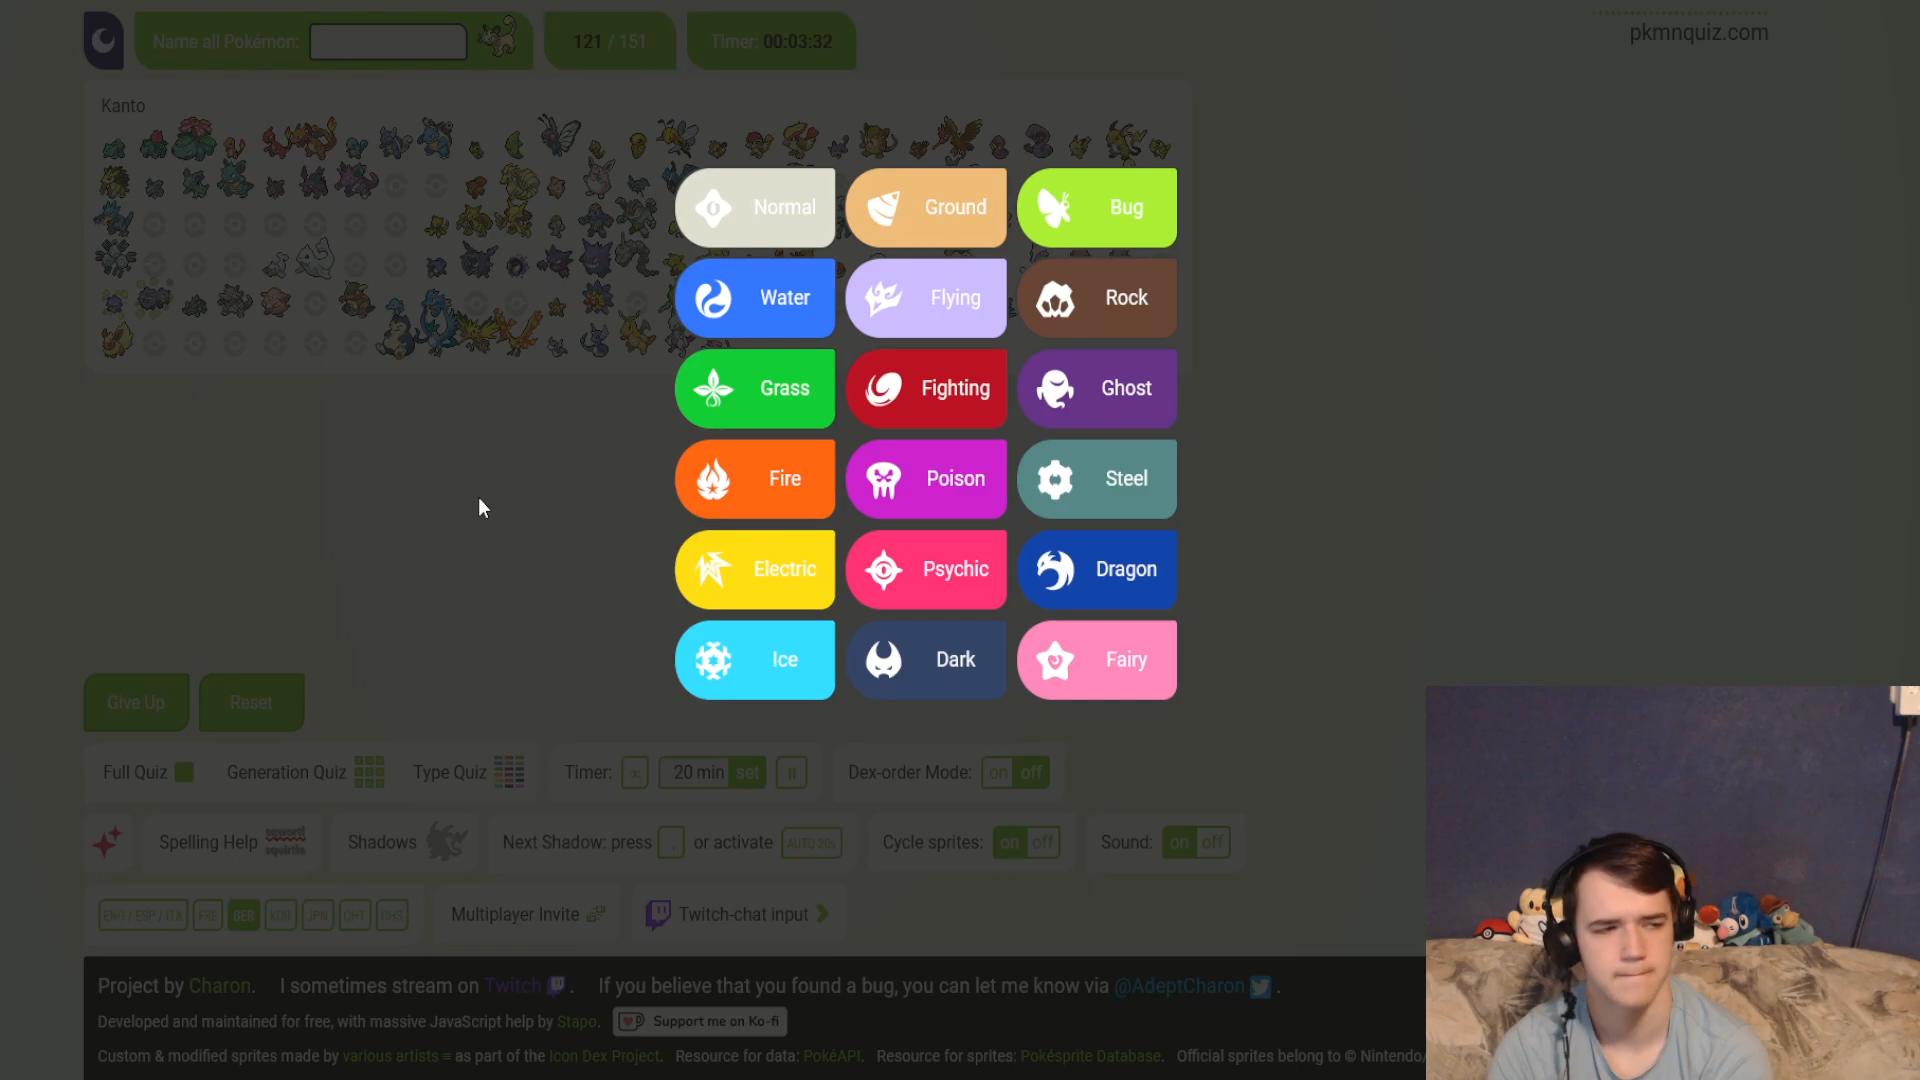 Name all Pokémon:
121 / 151
Timer: 00:03:32
pkmnquiz.com
Kanto
Normal Ground Bug
Water Flying Rock
Grass Fighting Ghost
Fire Poison Steel
Electric Psychic Dragon
Ice Dark Fairy
Give Up Reset
Full Quiz Generation Quiz Type Quiz Timer: 20 min set Dex-order Mode: on off
Spelling Help Shadows Next Shadow: press . or activate AUTO 20s Cycle sprites: on off Sound: on off
ENG / ESP / ITA FRE GER KOR JPN CHT CHS Multiplayer Invite Twitch-chat input
Project by Charon. I sometimes stream on Twitch. If you believe that you found a bug, you can let me know via @AdeptCharon.
Developed and maintained for free, with massive JavaScript help by Stapo. Support me on Ko-fi
Custom & modified sprites made by various artists = as part of the Icon Dex Project. Resource for data: PokéAPI. Resource for sprites: Pokésprite Database. Official sprites belong to © Nintendo/